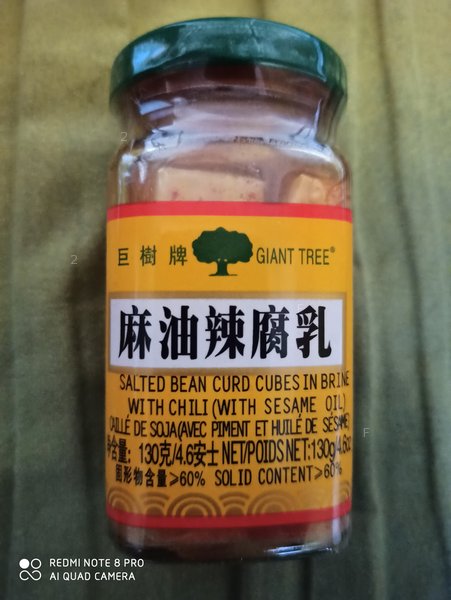 巨樹牌 GIANT TREE®
麻油辣腐乳
SALTED BEAN CURD CUBES IN BRINE
WITH CHILI (WITH SESAME OIL)
CAILLÉ DE SOJA (AVEC PIMENT ET HUILE DE SÉSAME)
含量: 130克/4.6安士 NET/POIDS NET: 130g/4.6oz
固形物含量≥60% SOLID CONTENT≥60%
REDMI NOTE 8 PRO
AI QUAD CAMERA